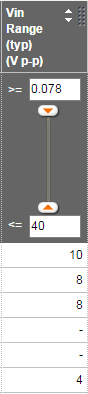 Vin
Range
(typ)
(V p-p)
>= 0.078
<= 40
10
8
8
-
-
4